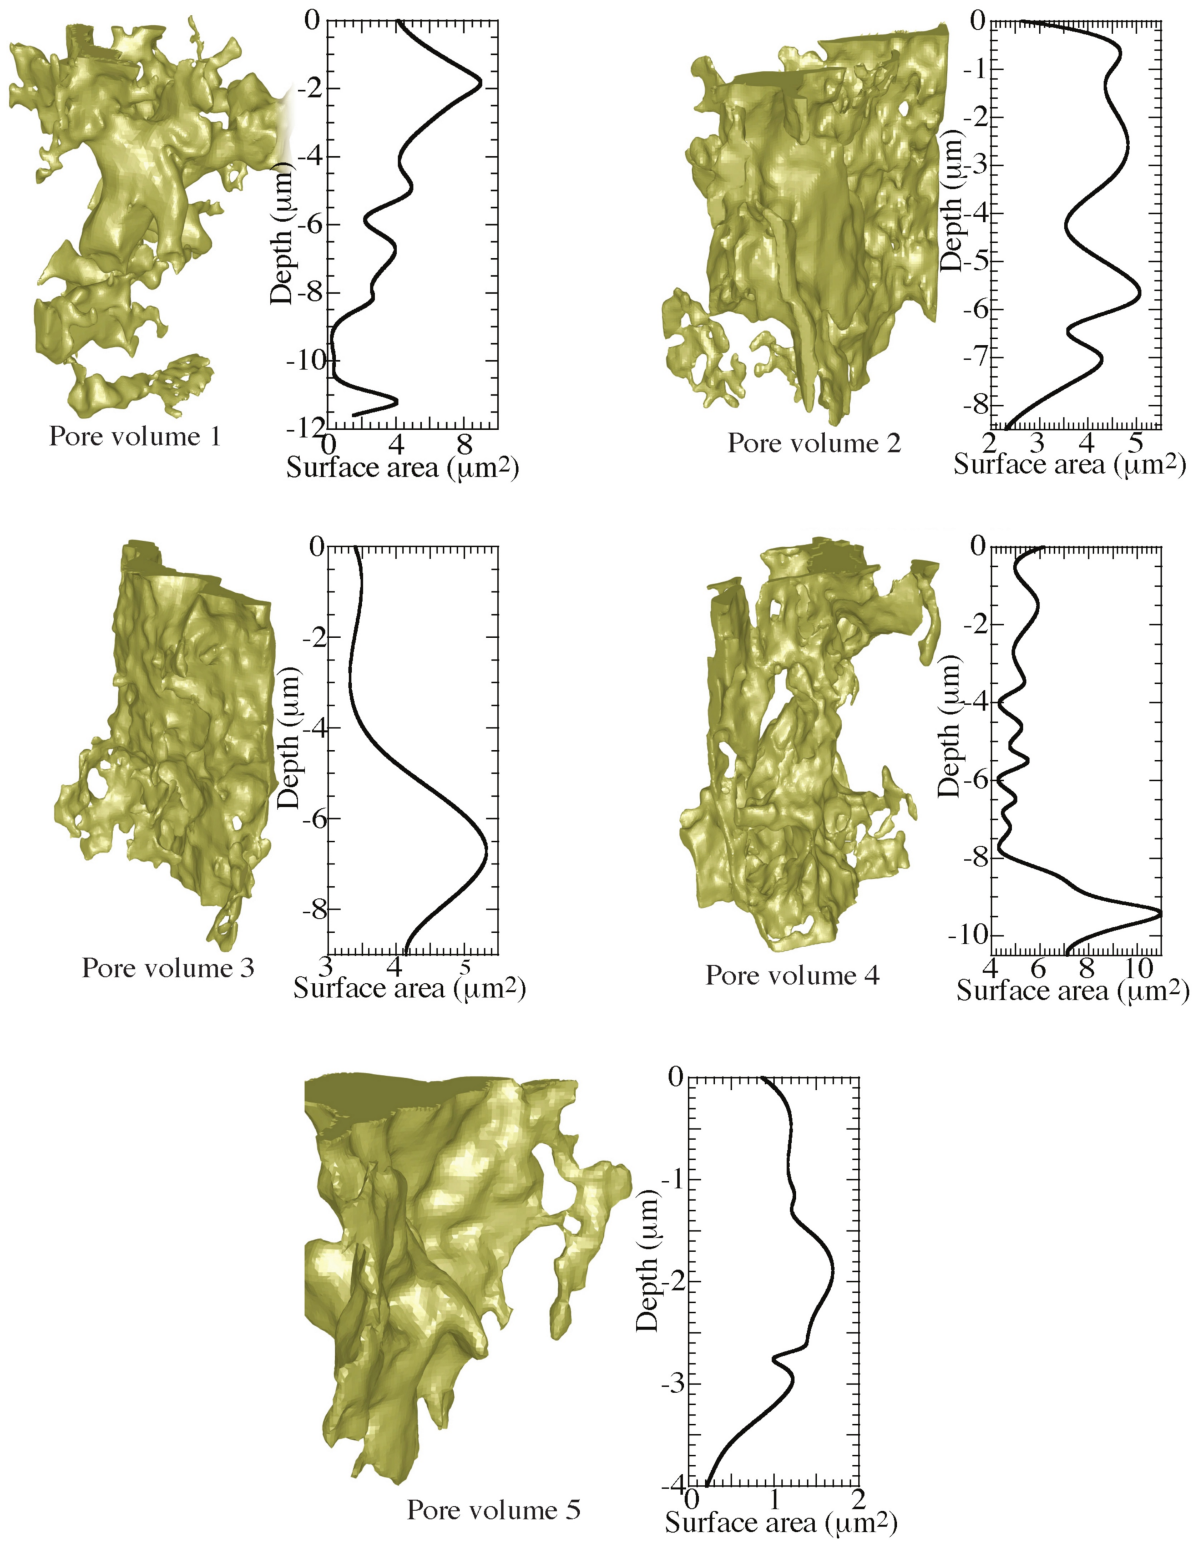 0
-2
-4
-6
-8
-10
-12
Depth (μm)
0 4 8
Surface area (μm2)
Pore volume 1
0
-1
-2
-3
-4
-5
-6
-7
-8
Depth (μm)
2 3 4 5
Surface area (μm2)
Pore volume 2
0
-2
-4
-6
-8
Depth (μm)
3 4 5
Surface area (μm2)
Pore volume 3
0
-2
-4
-6
-8
-10
Depth (μm)
4 6 8 10
Surface area (μm2)
Pore volume 4
0
-1
-2
-3
-4
Depth (μm)
0 1 2
Surface area (μm2)
Pore volume 5